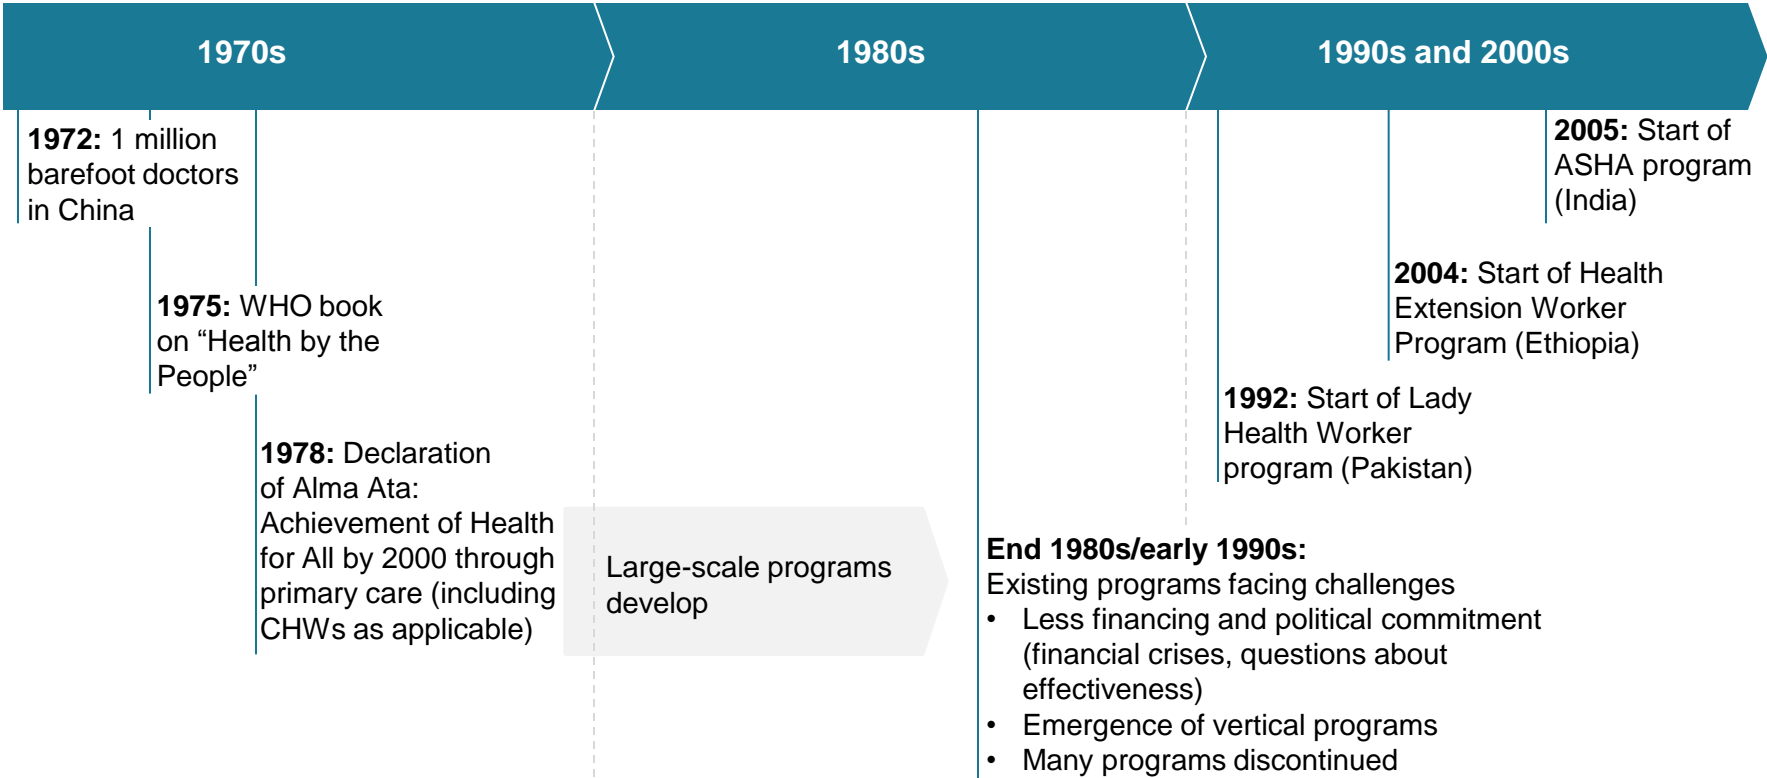 1970s
1980s
1990s and 2000s
1972: 1 million
barefoot doctors
in China
1975: WHO book
on “Health by the
People”
1978: Declaration
of Alma Ata:
Achievement of Health
for All by 2000 through
primary care (including
CHWs as applicable)
Large-scale programs
develop
End 1980s/early 1990s:
Existing programs facing challenges
• Less financing and political commitment
(financial crises, questions about
effectiveness)
• Emergence of vertical programs
• Many programs discontinued
1992: Start of Lady
Health Worker
program (Pakistan)
2004: Start of Health
Extension Worker
Program (Ethiopia)
2005: Start of
ASHA program
(India)